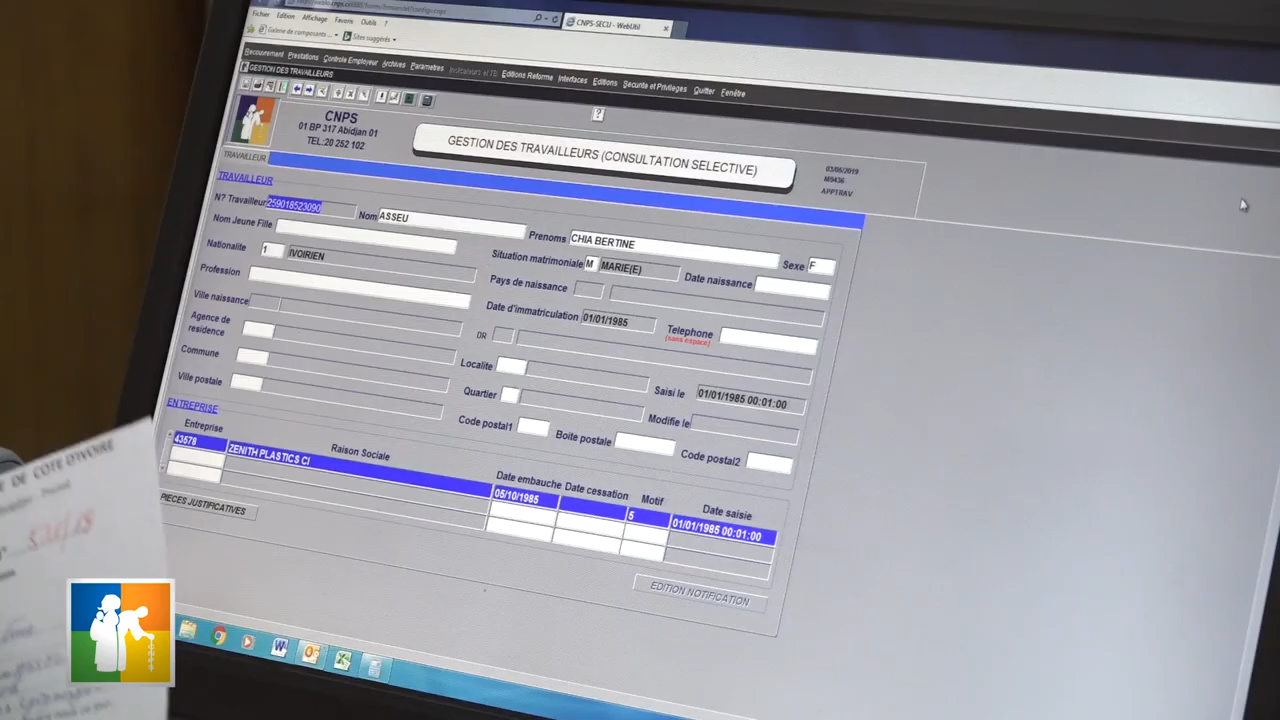 CNPS-SECU - WebUtil
Fichier Edition Affichage Favoris Outils ?
Galerie de composants ... Sites suggérés
Recouvrement Prestations Controle Employeur Archives Parametres Indicateurs et TB Editions Reforme Interfaces Editions Securite et Privileges Quitter Fenêtre
GESTION DES TRAVAILLEURS
CNPS
01 BP 317 Abidjan 01
TEL:20 252 102
GESTION DES TRAVAILLEURS (CONSULTATION SELECTIVE)
03/05/2019
M9436
APPTRAV
TRAVAILLEUR
TRAVAILLEUR
N? Travailleur 259018523090 Nom ASSEU Prenoms CHIA BERTINE Sexe F
Nom Jeune Fille Situation matrimoniale M MARIE(E) Date naissance
Nationalite 1 IVOIRIEN Pays de naissance
Profession Date d'immatriculation 01/01/1985 Telephone
(sans espace)
Ville naissance DR
Agence de residence Localite Saisi le 01/01/1985 00:01:00
Commune Quartier Modifie le
Ville postale Code postal1 Boite postale Code postal2
ENTREPRISE
Entreprise Raison Sociale Date embauche Date cessation Motif Date saisie
43578 ZENITH PLASTICS CI 05/10/1985 5 01/01/1985 00:01:00
PIECES JUSTIFICATIVES
EDITION NOTIFICATION
DE COTE D'IVOIRE